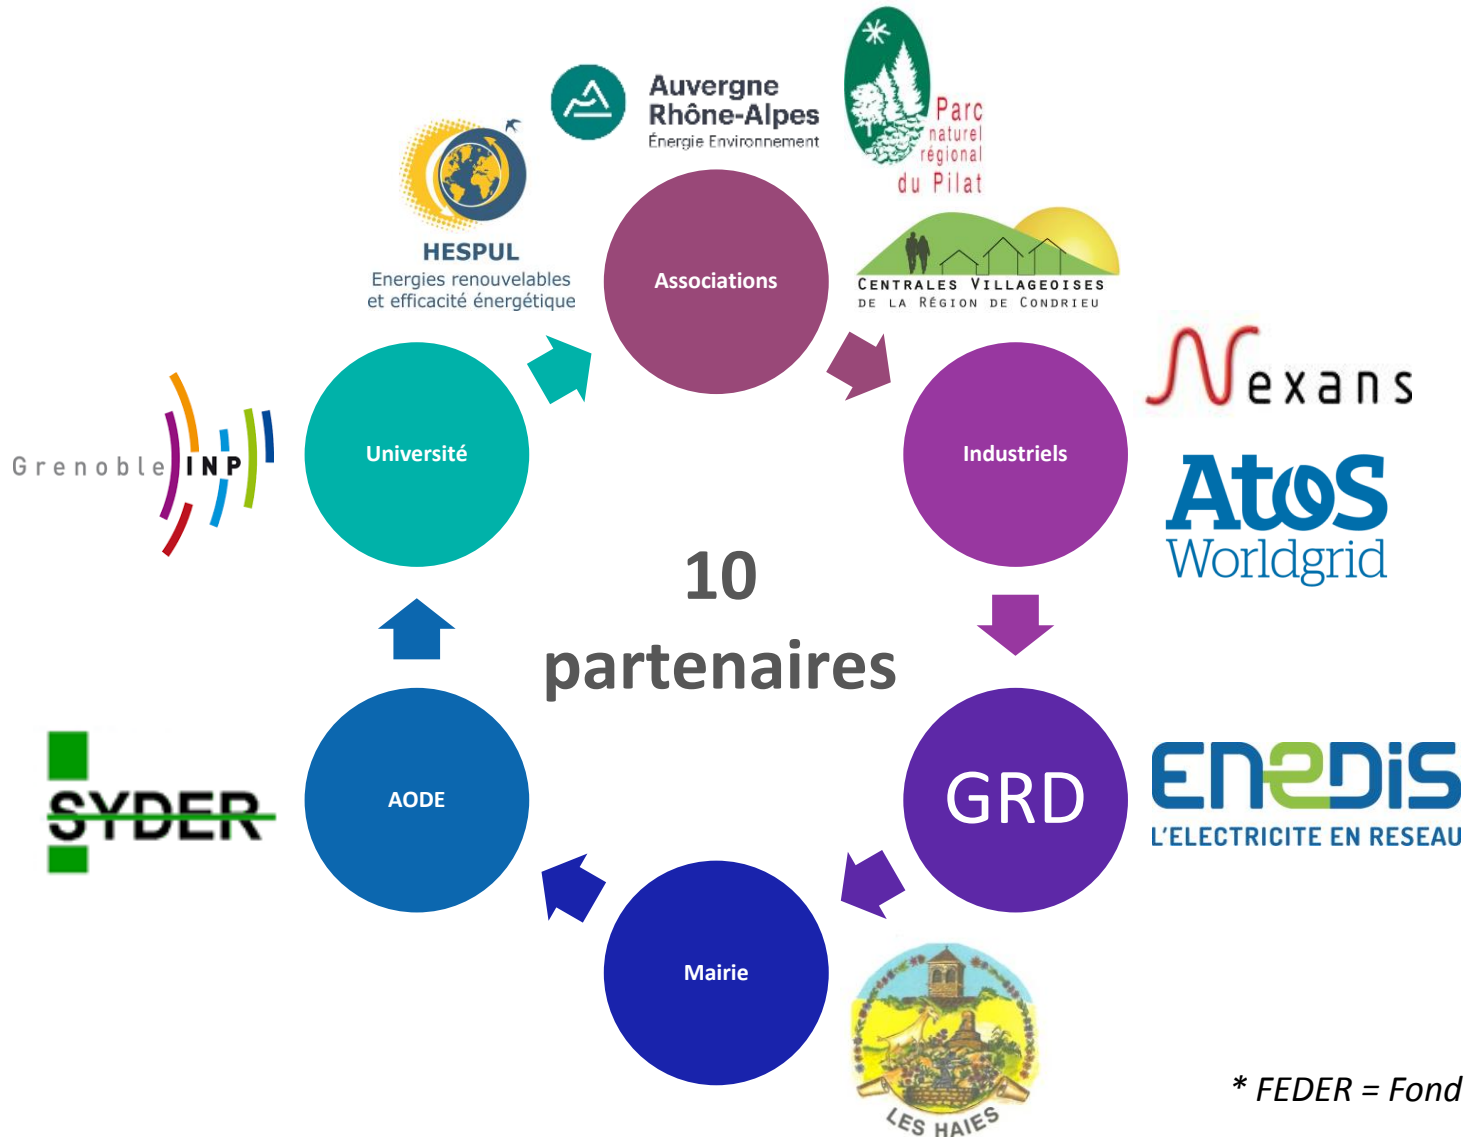 Auvergne
Rhône-Alpes
Énergie Environnement
Parc
naturel
régional
du Pilat
HESPUL
Energies renouvelables
et efficacité énergétique
Associations
CENTRALES VILLAGEOISES
DE LA RÉGION DE CONDRIEU
Nexans
Grenoble INP
Université
Industriels
AtoS
Worldgrid
10
partenaires
SYDER
AODE
GRD
ENEDIS
L'ELECTRICITE EN RESEAU
Mairie
LES HAIES
* FEDER = Fond